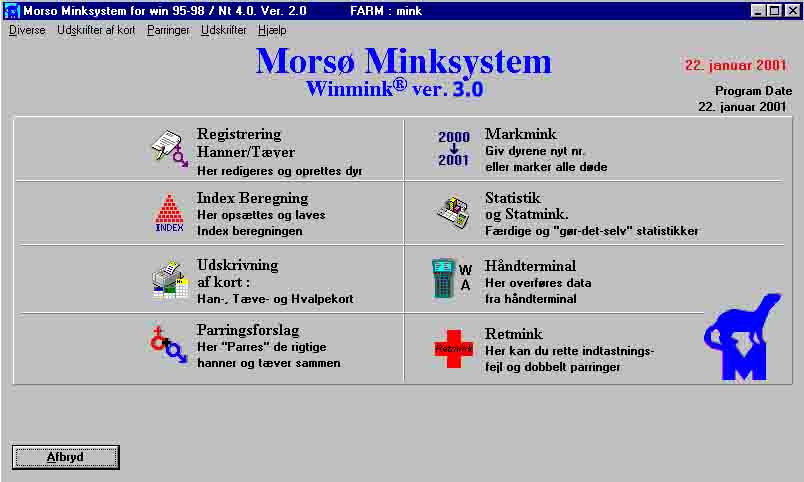 Morso Minksystem for win 95-98 / Nt 4.0. Ver. 2.0 FARM : mink
Diverse Udskrifter af kort Parringer Udskrifter Hjælp
Morsø Minksystem
Winmink® ver. 3.0
22. januar 2001
Program Date
22. januar 2001
Registrering
Hanner/Tæver
Her redigeres og oprettes dyr
2000
2001
Markmink
Giv dyrene nyt nr.
eller marker alle døde
INDEX
Index Beregning
Her opsættes og laves
Index beregningen
Statistik
og Statmink.
Færdige og "gør-det-selv" statistikker
Udskrivning
af kort :
Han-, Tæve- og Hvalpekort
W
A
Håndterminal
Her overføres data
fra håndterminal
Parringsforslag
Her "Parres" de rigtige
hanner og tæver sammen
Retmink
Retmink
Her kan du rette indtastnings-
fejl og dobbelt parringer
M
Afbryd